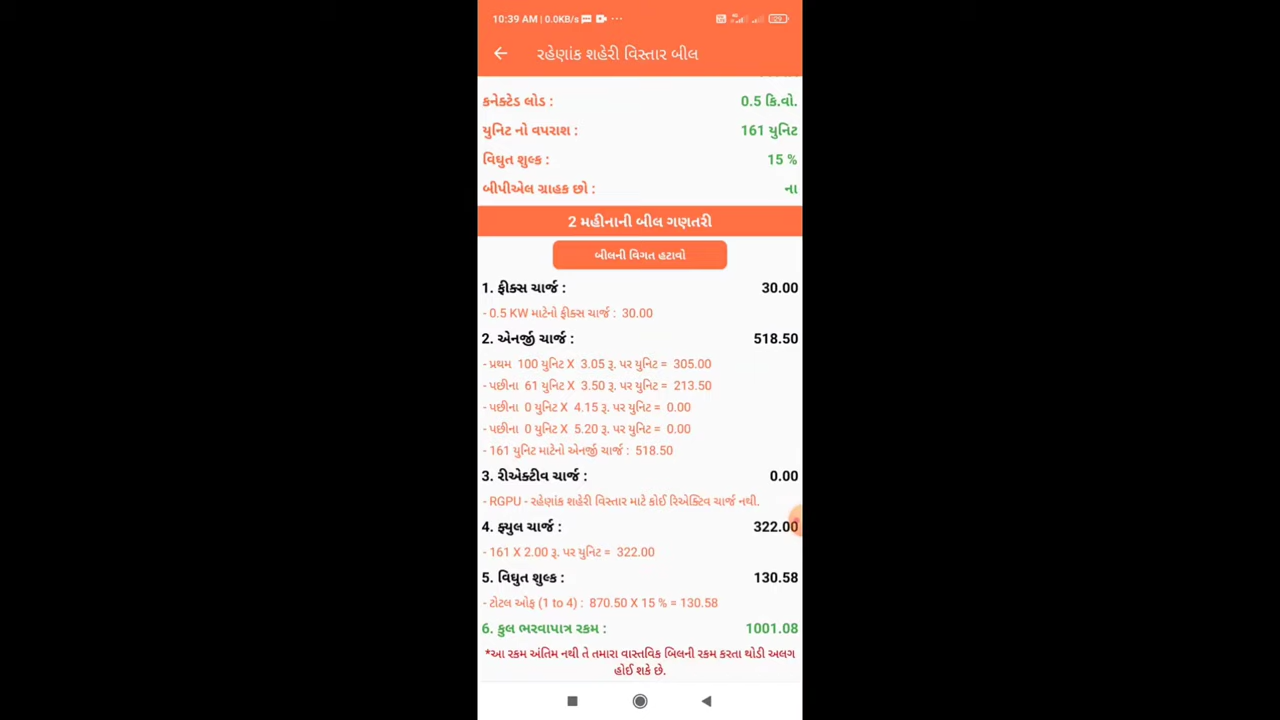 10:39 AM | 0.0KB/s
રહેણાંક શહેરી વિસ્તાર બીલ
કનેક્ટેડ લોડ : 0.5 કિ.વો.
યુનિટ નો વપરાશ : 161 યુનિટ
વિઘુત શુલ્ક : 15 %
બીપીએલ ગ્રાહક છો : ના
2 મહીનાની બીલ ગણતરી
બીલની વિગત હટાવો
1. ફીક્સ ચાર્જ : 30.00
- 0.5 KW માટેનો ફીક્સ ચાર્જ : 30.00
2. એનર્જી ચાર્જ : 518.50
- પ્રથમ 100 યુનિટ X 3.05 રૂ. પર યુનિટ = 305.00
- પછીના 61 યુનિટ X 3.50 રૂ. પર યુનિટ = 213.50
- પછીના 0 યુનિટ X 4.15 રૂ. પર યુનિટ = 0.00
- પછીના 0 યુનિટ X 5.20 રૂ. પર યુનિટ = 0.00
- 161 યુનિટ માટેનો એનર્જી ચાર્જ : 518.50
3. રીએક્ટીવ ચાર્જ : 0.00
- RGPU - રહેણાંક શહેરી વિસ્તાર માટે કોઈ રિએક્ટિવ ચાર્જ નથી.
4. ફ્યુલ ચાર્જ : 322.00
- 161 X 2.00 રૂ. પર યુનિટ = 322.00
5. વિઘુત શુલ્ક : 130.58
- ટોટલ ઓફ (1 to 4) : 870.50 X 15 % = 130.58
6. કુલ ભરવાપાત્ર રકમ : 1001.08
*આ રકમ અંતિમ નથી તે તમારા વાસ્તવિક બિલની રકમ કરતા થોડી અલગ
હોઈ શકે છે.